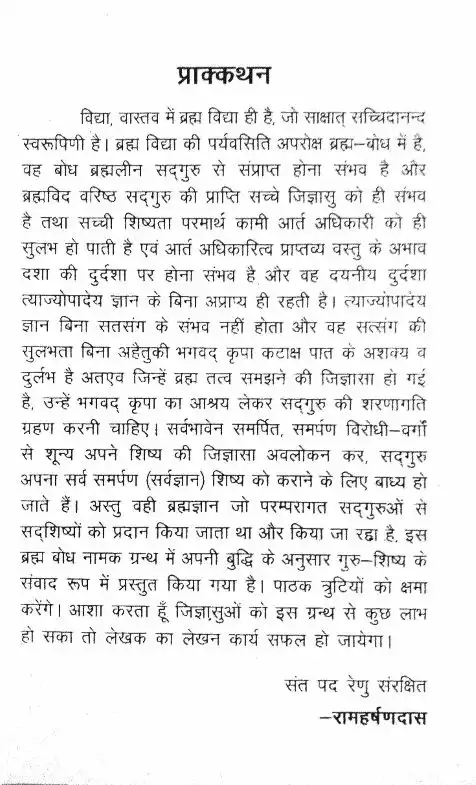 प्राक्कथन
विद्या, वास्तव में ब्रह्म विद्या ही है, जो साक्षात् सच्चिदानन्द
स्वरूपिणी है। ब्रह्म विद्या की पर्यवसिति अपरोक्ष ब्रह्म–बोध में है,
वह बोध ब्रह्मलीन सद्गुरु से संप्राप्त होना संभव है और
ब्रह्मविद वरिष्ठ सद्गुरु की प्राप्ति सच्चे जिज्ञासु को ही संभव
है तथा सच्ची शिष्यता परमार्थ कामी आर्त अधिकारी को ही
सुलभ हो पाती है एवं आर्त अधिकारित्व प्राप्तव्य वस्तु के अभाव
दशा की दुर्दशा पर होना संभव है और वह दयनीय दुर्दशा
त्याज्योपादेय ज्ञान के बिना अप्राप्य ही रहती है। त्याज्योपादेय
ज्ञान बिना सतसंग के संभव नहीं होता और वह सत्संग की
सुलभता बिना अहैतुकी भगवद् कृपा कटाक्ष पात के अशक्य व
दुर्लभ है अतएव जिन्हें ब्रह्म तत्व समझने की जिज्ञासा हो गई
है, उन्हें भगवद् कृपा का आश्रय लेकर सद्गुरु की शरणागति
ग्रहण करनी चाहिए। सर्वभावेन समर्पित, समर्पण विरोधी–वर्गों
से शून्य अपने शिष्य की जिज्ञासा अवलोकन कर, सद्गुरु
अपना सर्व समर्पण (सर्वज्ञान) शिष्य को कराने के लिए बाध्य हो
जाते हैं। अस्तु वही ब्रह्मज्ञान जो परम्परागत सद्गुरुओं से
सद्शिष्यों को प्रदान किया जाता था और किया जा रहा है, इस
ब्रह्म बोध नामक ग्रन्थ में अपनी बुद्धि के अनुसार गुरु–शिष्य के
संवाद रूप में प्रस्तुत किया गया है। पाठक त्रुटियों को क्षमा
करेंगे। आशा करता हूँ जिज्ञासुओं को इस ग्रन्थ से कुछ लाभ
हो सका तो लेखक का लेखन कार्य सफल हो जायेगा।
संत पद रेणु संरक्षित
–रामहर्षणदास